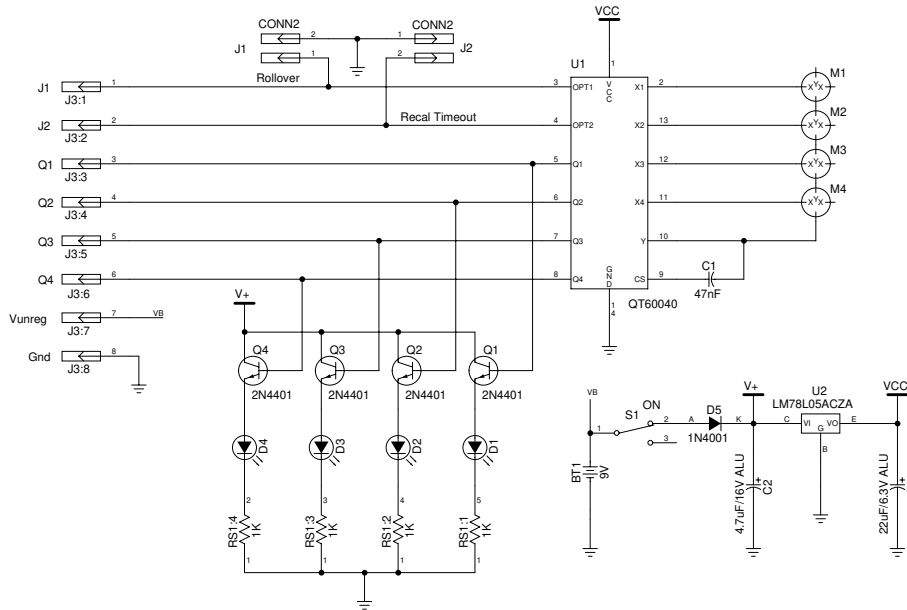 CONN2
CONN2
VCC
2
1
J1
1
2
J2
Rollover
Recal Timeout
J1
J3:1
1
J2
J3:2
2
Q1
J3:3
3
Q2
J3:4
4
Q3
J3:5
5
Q4
J3:6
6
Vunreg
J3:7
7
VB
Gnd
J3:8
8
U1
1
VCC
3
OPT1
4
OPT2
5
Q1
6
Q2
7
Q3
8
Q4
X1
2
X2
13
X3
12
X4
11
Y
10
CS
9
GND
14
QT60040
C1
47nF
M1
XYX
M2
XYX
M3
XYX
M4
XYX
V+
Q4
2N4401
Q3
2N4401
Q2
2N4401
Q1
2N4401
D4
D3
D2
D1
2
RS1:4
1K
1
3
RS1:3
1K
1
4
RS1:2
1K
1
5
RS1:1
1K
1
VB
BT1
9V
S1
ON
1
2
3
A
D5
K
1N4001
V+
4.7uF/16V ALU
C2
+
U2
LM78L05ACZA
C
VI
G
VO
E
B
VCC
22uF/6.3V ALU
+